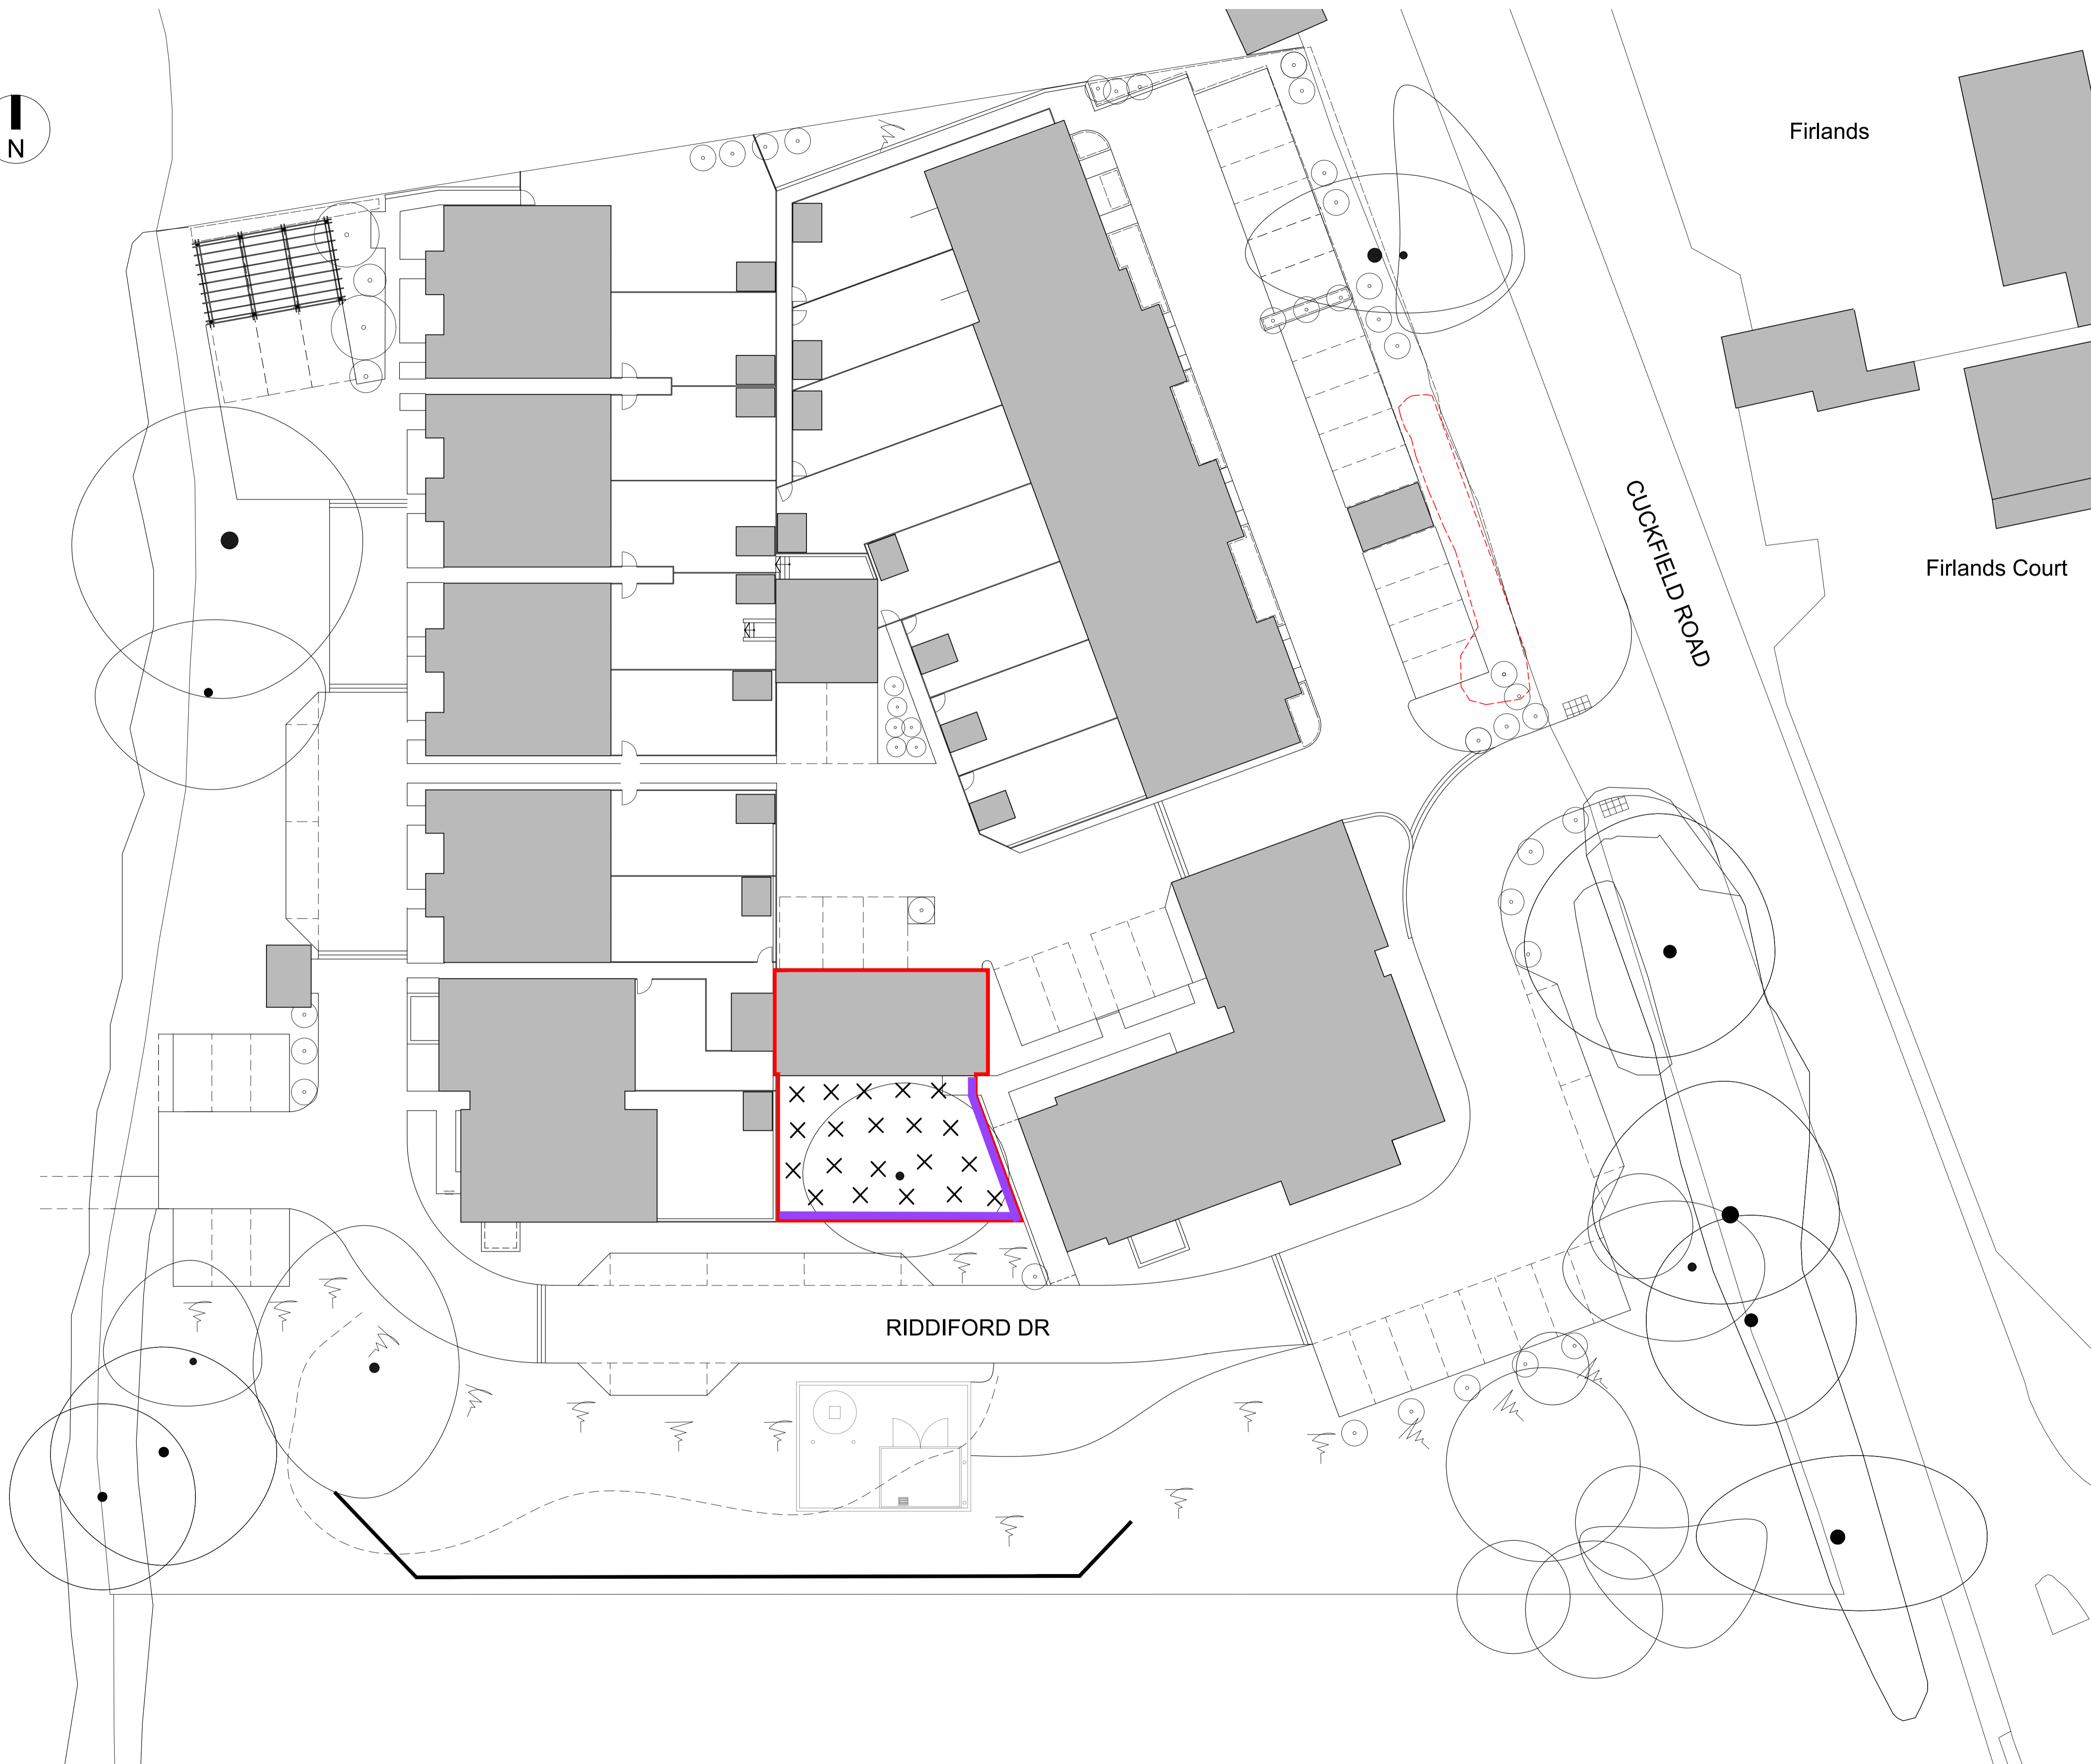 Firlands
N
CUCKFIELD ROAD
Firlands Court
RIDDIFORD DR